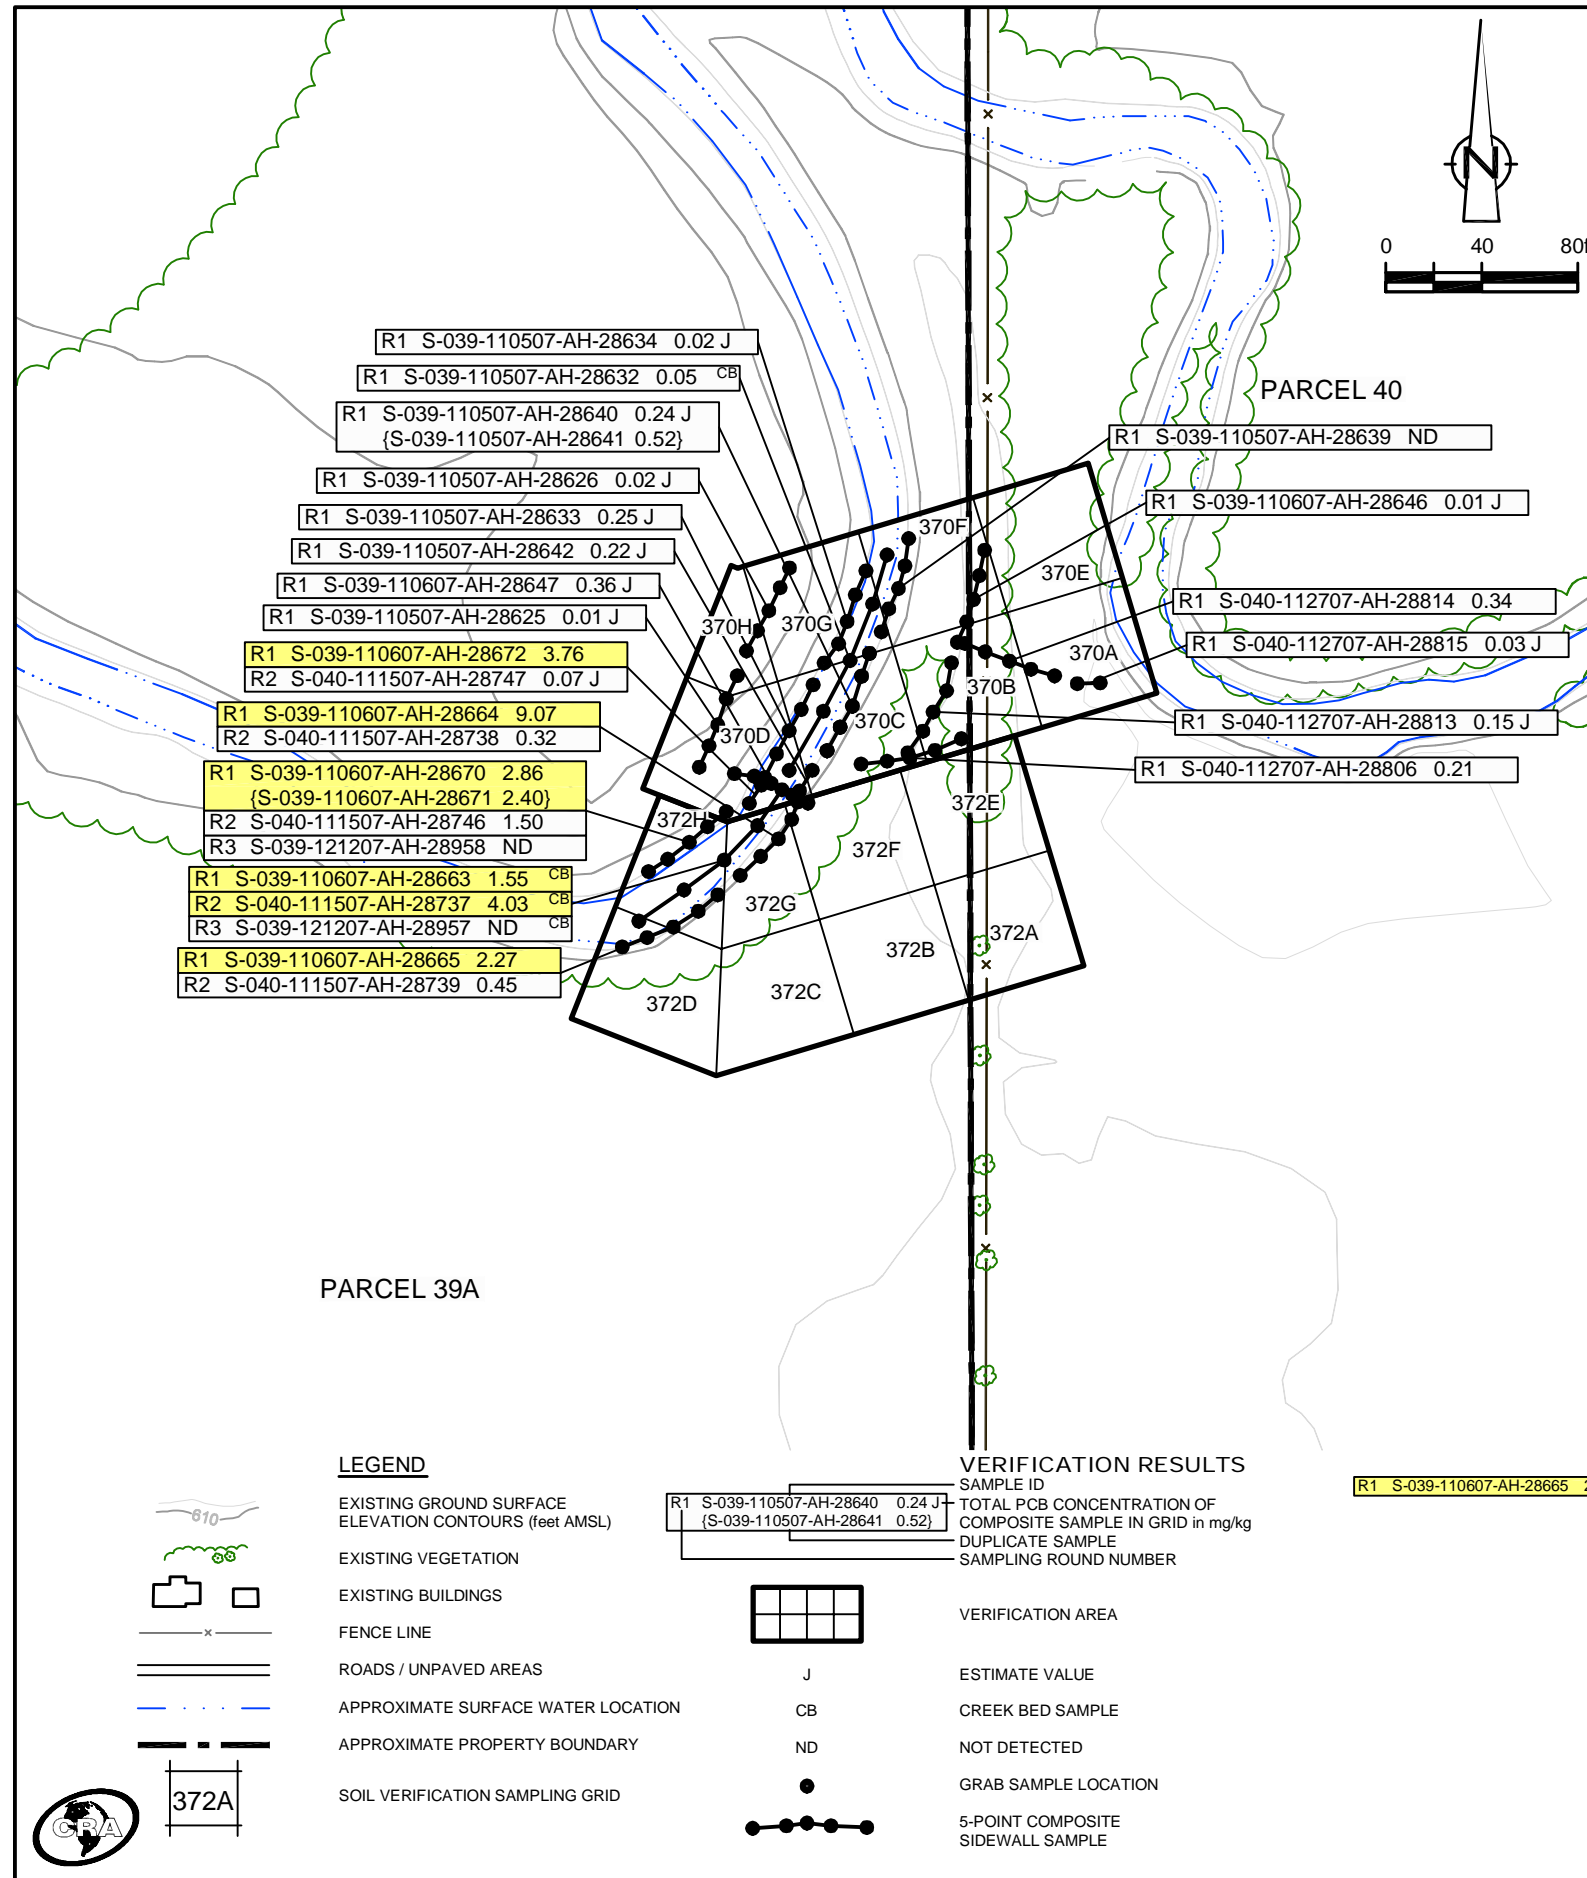 N
0 40 80f
R1 S-039-110507-AH-28634 0.02 J
R1 S-039-110507-AH-28632 0.05 CB
R1 S-039-110507-AH-28640 0.24 J
{S-039-110507-AH-28641 0.52}
R1 S-039-110507-AH-28626 0.02 J
R1 S-039-110507-AH-28633 0.25 J
R1 S-039-110507-AH-28642 0.22 J
R1 S-039-110607-AH-28647 0.36 J
R1 S-039-110507-AH-28625 0.01 J
R1 S-039-110607-AH-28672 3.76
R2 S-040-111507-AH-28747 0.07 J
R1 S-039-110607-AH-28664 9.07
R2 S-040-111507-AH-28738 0.32
R1 S-039-110607-AH-28670 2.86
{S-039-110607-AH-28671 2.40}
R2 S-040-111507-AH-28746 1.50
R3 S-039-121207-AH-28958 ND
R1 S-039-110607-AH-28663 1.55 CB
R2 S-040-111507-AH-28737 4.03 CB
R3 S-039-121207-AH-28957 ND CB
R1 S-039-110607-AH-28665 2.27
R2 S-040-111507-AH-28739 0.45
PARCEL 40
R1 S-039-110507-AH-28639 ND
R1 S-039-110607-AH-28646 0.01 J
R1 S-040-112707-AH-28814 0.34
R1 S-040-112707-AH-28815 0.03 J
R1 S-040-112707-AH-28813 0.15 J
R1 S-040-112707-AH-28806 0.21
370F
370E
370H
370G
370A
370B
370D
370C
372E
372H
372F
372G
372A
372B
372D
372C
PARCEL 39A
LEGEND
610
EXISTING GROUND SURFACE
ELEVATION CONTOURS (feet AMSL)
EXISTING VEGETATION
EXISTING BUILDINGS
FENCE LINE
ROADS / UNPAVED AREAS
APPROXIMATE SURFACE WATER LOCATION
APPROXIMATE PROPERTY BOUNDARY
372A
SOIL VERIFICATION SAMPLING GRID
CRA
VERIFICATION RESULTS
R1 S-039-110507-AH-28640 0.24 J
{S-039-110507-AH-28641 0.52}
SAMPLE ID
TOTAL PCB CONCENTRATION OF
COMPOSITE SAMPLE IN GRID in mg/kg
DUPLICATE SAMPLE
SAMPLING ROUND NUMBER
VERIFICATION AREA
J ESTIMATE VALUE
CB CREEK BED SAMPLE
ND NOT DETECTED
GRAB SAMPLE LOCATION
5-POINT COMPOSITE
SIDEWALL SAMPLE
R1 S-039-110607-AH-28665